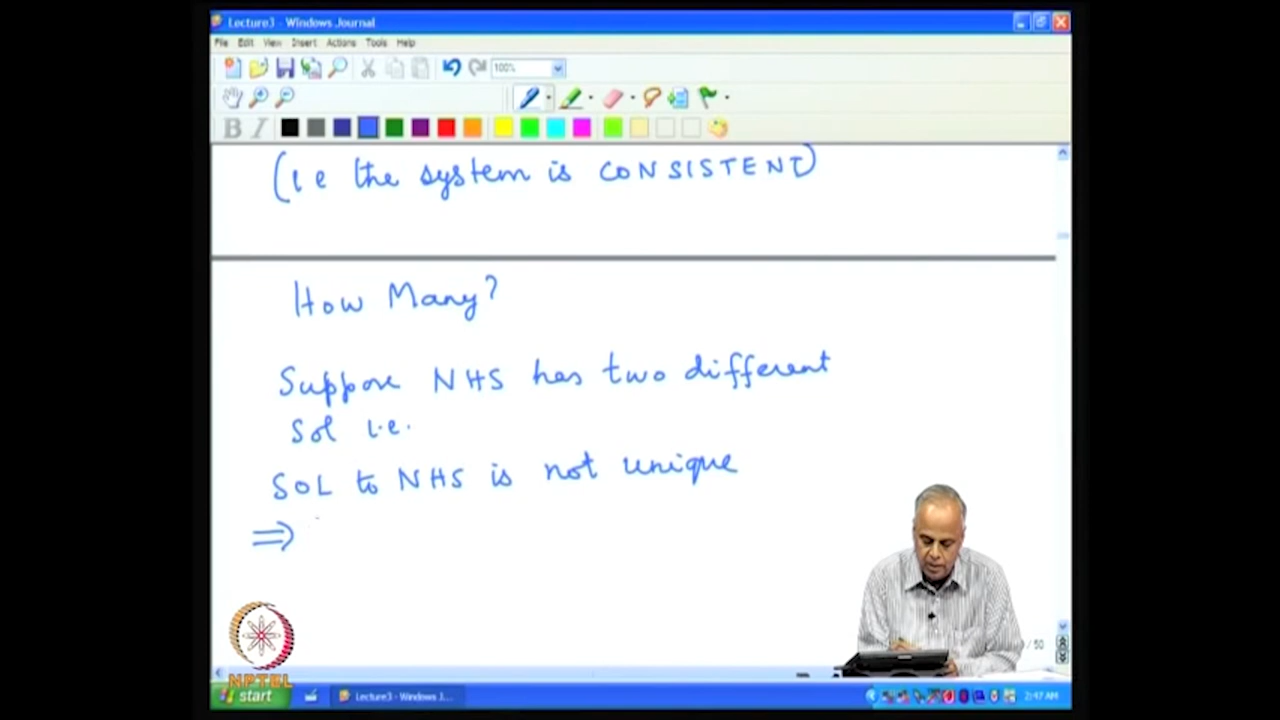 Lecture3 - Windows Journal
File Edit View Insert Actions Tools Help
100%
B I
(i.e the system is CONSISTENT)
How Many?
Suppose NHS has two different
Sol i.e.
SOL to NHS is not unique
⇒
/ 50
NPTEL
start Lecture3 - Windows J... 2:47 AM